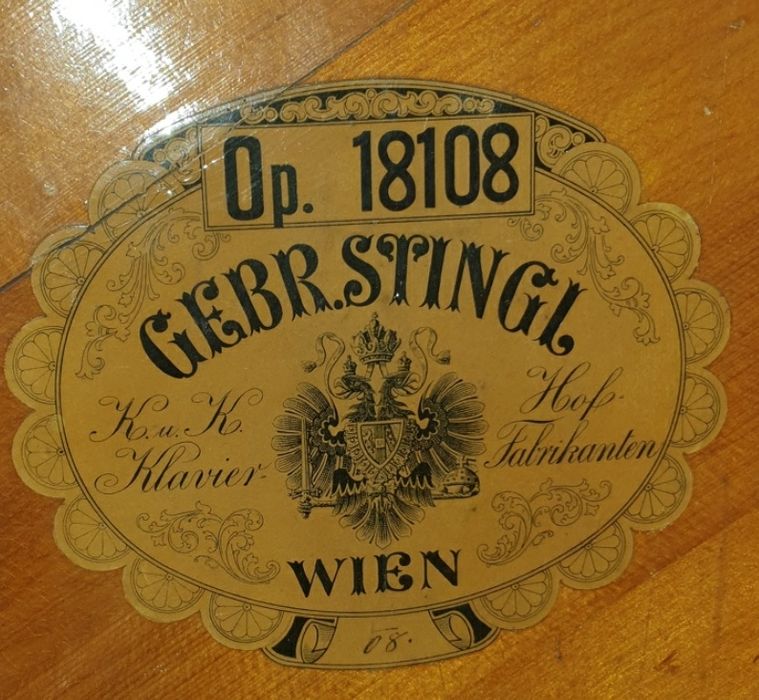 Op. 18108
GEBR. STINGL
K. u. K. Hof-
Klavier- Fabrikanten
WIEN
08.